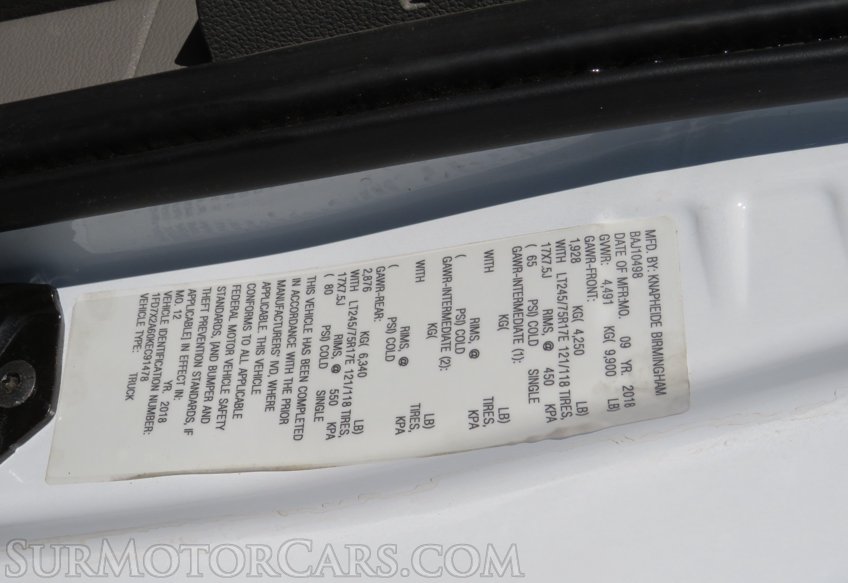 MFD BY: KNAPHEIDE BIRMINGHAM
BAJ10498
DATE OF MFR:MO. 09 YR. 2018
GVWR: 4,491 KG( 9,900 LB)
GAWR-FRONT:
1,928 KG( 4,250 LB)
WITH LT245/75R17E 121/118 TIRES,
17X7.5J RIMS, @ 450 KPA
( 65 PSI) COLD SINGLE
GAWR-INTERMEDIATE (1):
KG( LB)
WITH TIRES,
RIMS, @ KPA
( PSI) COLD
GAWR-INTERMEDIATE (2):
KG( LB)
WITH TIRES,
RIMS, @ KPA
( PSI) COLD
GAWR-REAR:
2,876 KG( 6,340 LB)
WITH LT245/75R17E 121/118 TIRES,
17X7.5J RIMS, @ 550 KPA
( 80 PSI) COLD SINGLE
THIS VEHICLE HAS BEEN COMPLETED
IN ACCORDANCE WITH THE PRIOR
MANUFACTURERS' IVD, WHERE
APPLICABLE. THIS VEHICLE
CONFORMS TO ALL APPLICABLE
FEDERAL MOTOR VEHICLE SAFETY
STANDARDS, [AND BUMPER AND
THEFT PREVENTION STANDARDS, IF
APPLICABLE] IN EFFECT IN:
MO. 12 YR. 2018
VEHICLE IDENTIFICATION NUMBER:
1FD7X2A60KEC91478
VEHICLE TYPE: TRUCK
SURMOTORCARS.COM